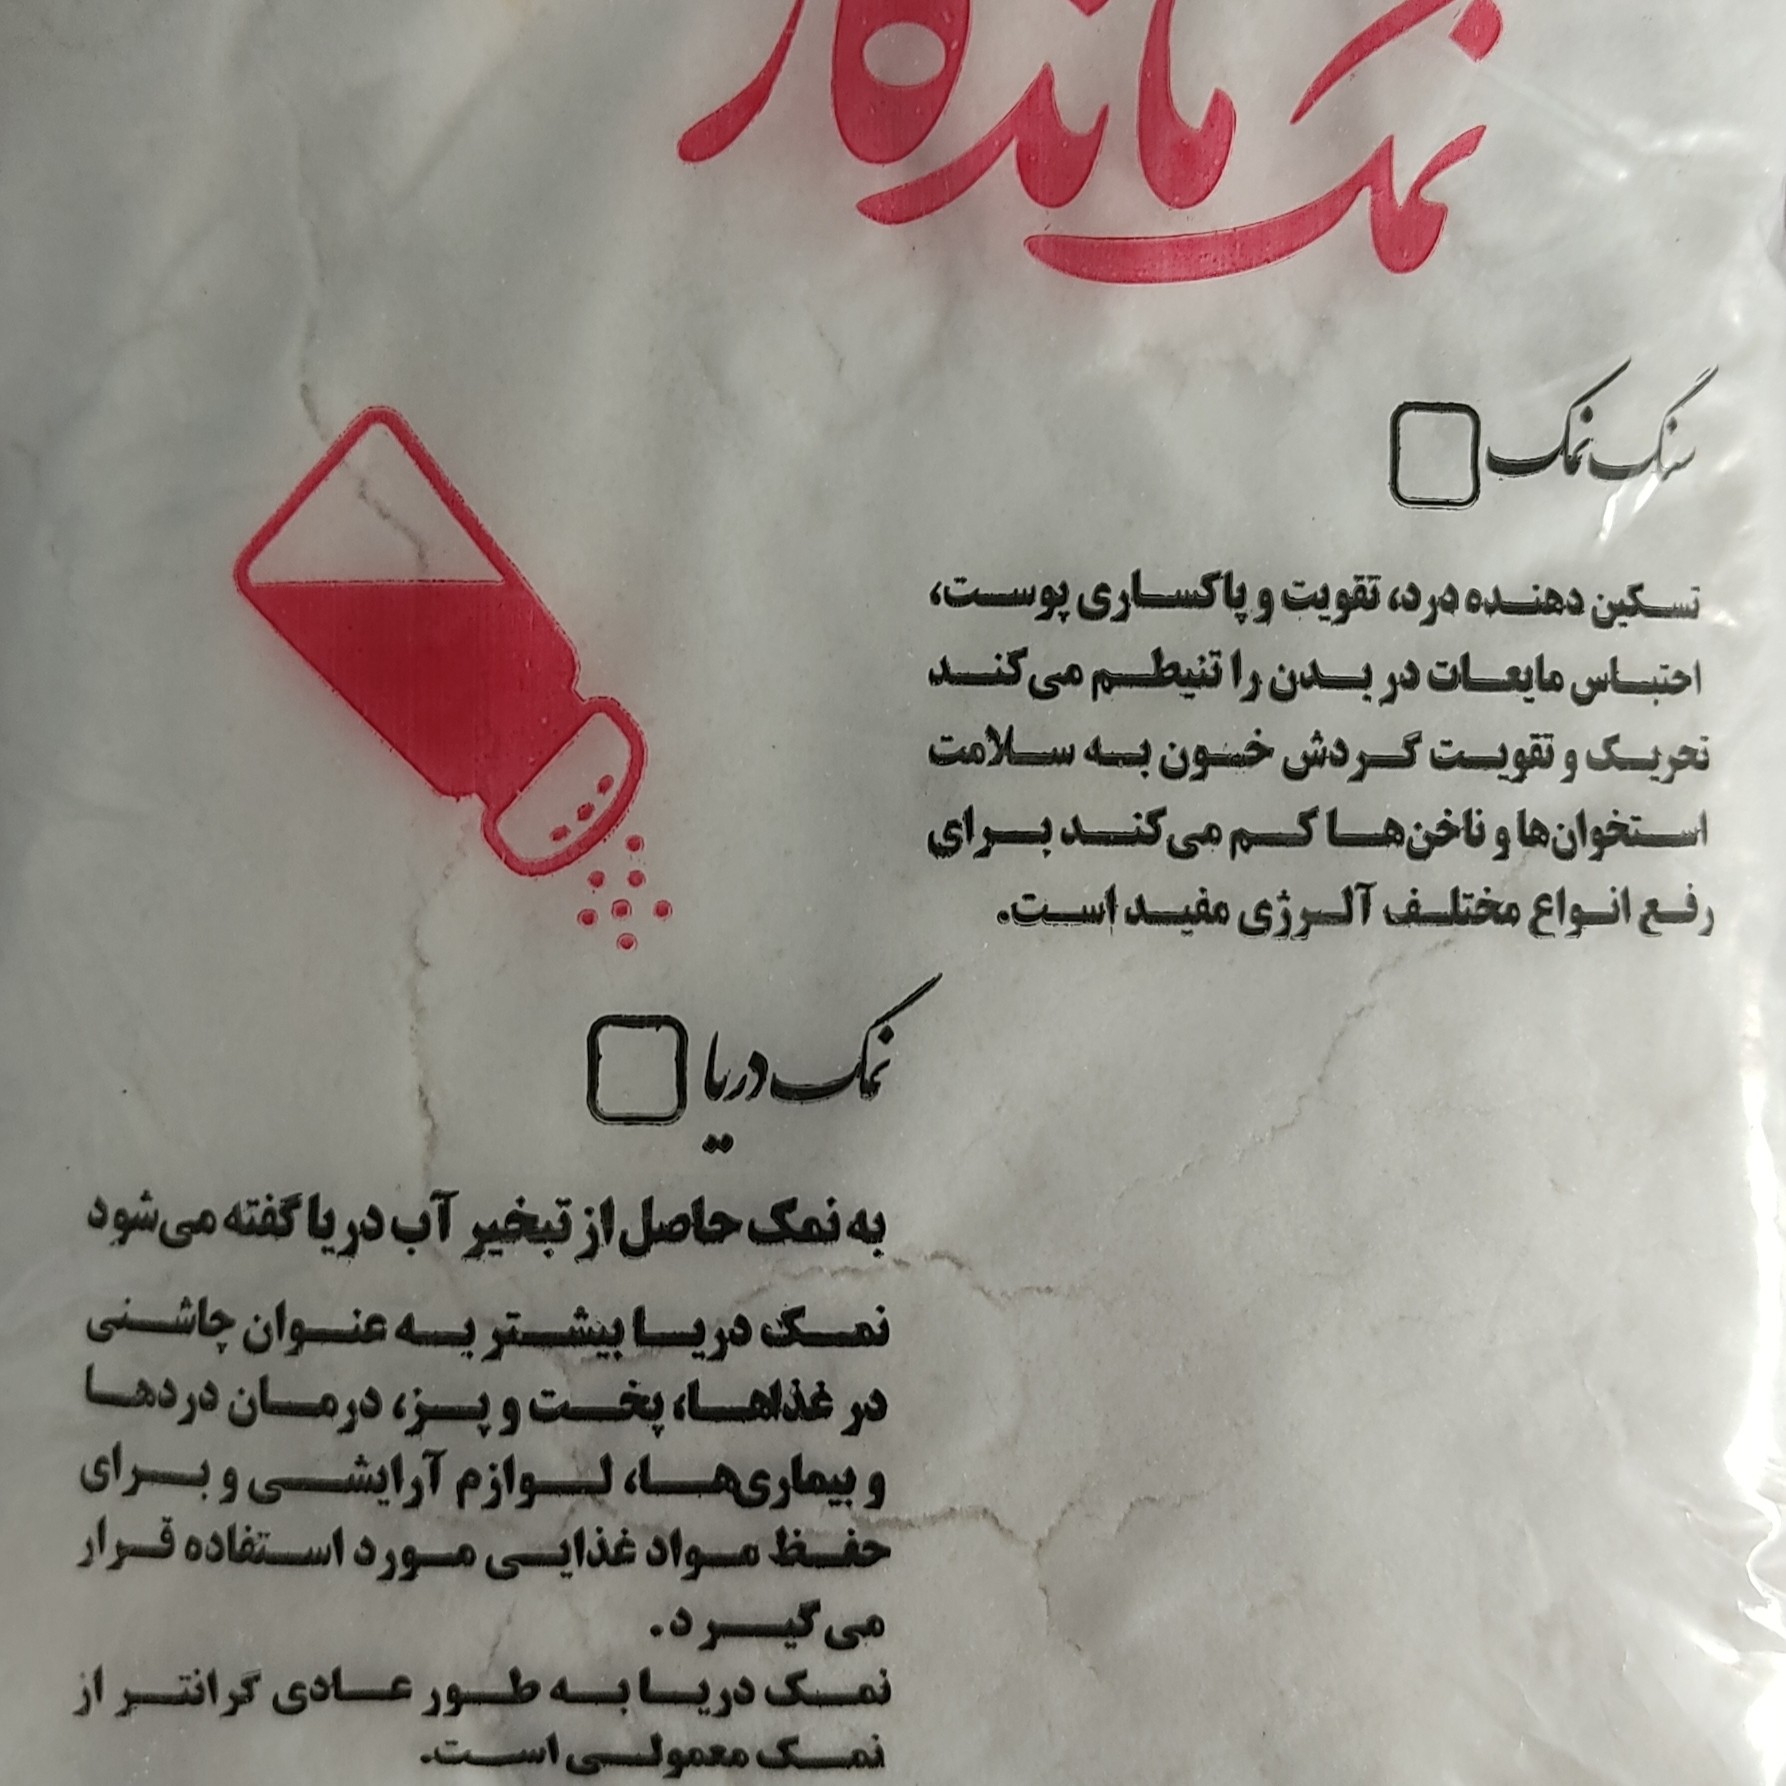 نمک ماندگار
سنگ نمک
تسکین دهنده درد، تقویت و پاکسازی پوست،
احتباس مایعات در بدن را تنیطم می‌کند
تحریک و تقویت گردش خون به سلامت
استخوان‌ها و ناخن‌ها کم می‌کند برای
رفع انواع مختلف آلرژی مفید است.
نمک دریا
به نمک حاصل از تبخیر آب دریا گفته می‌شود
نمک دریا بیشتر به عنوان چاشنی
در غذاها، پخت و پز، درمان دردها
و بیماری‌ها، لوازم آرایشی و برای
حفظ مواد غذایی مورد استفاده قرار
می گیرد.
نمک دریا به طور عادی گرانتر از
نمک معمولی است.